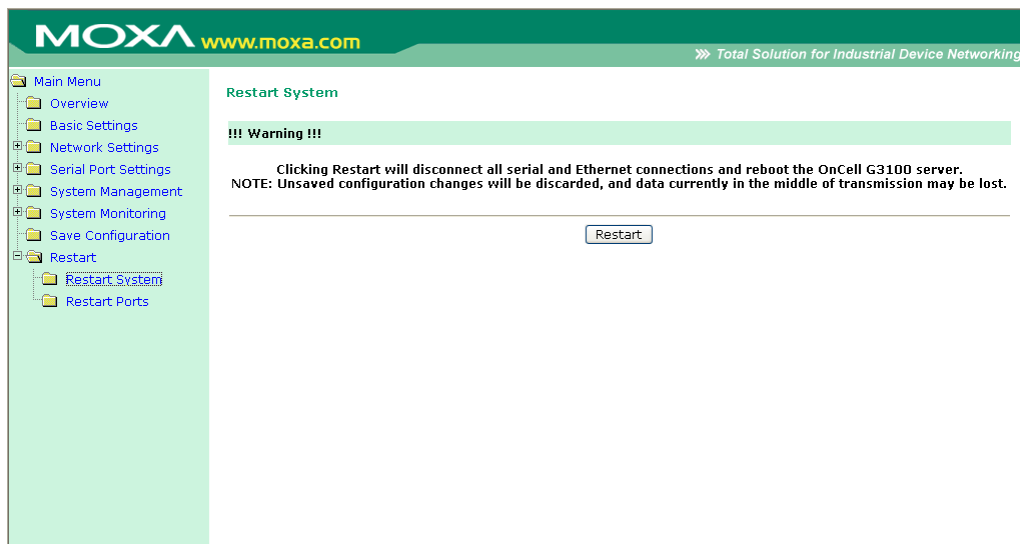 MOXA www.moxa.com
Total Solution for Industrial Device Networking
Main Menu
Overview
Basic Settings
Network Settings
Serial Port Settings
System Management
System Monitoring
Save Configuration
Restart
Restart System
Restart Ports
Restart System
!!! Warning !!!
Clicking Restart will disconnect all serial and Ethernet connections and reboot the OnCell G3100 server.
NOTE: Unsaved configuration changes will be discarded, and data currently in the middle of transmission may be lost.
Restart